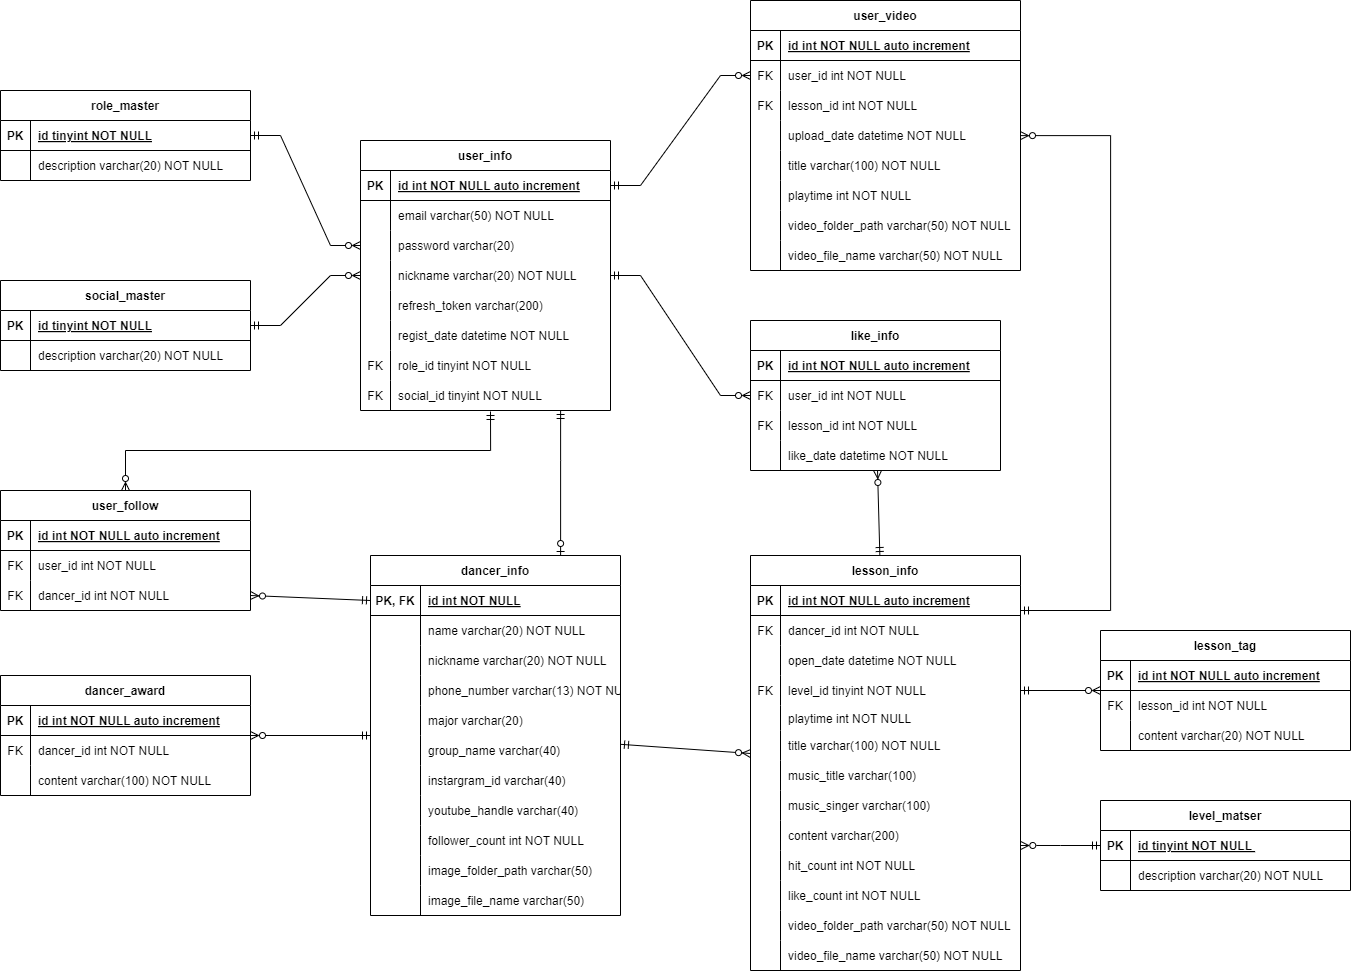 user_video
PK id int NOT NULL auto increment
FK user_id int NOT NULL
FK lesson_id int NOT NULL
upload_date datetime NOT NULL
title varchar(100) NOT NULL
playtime int NOT NULL
video_folder_path varchar(50) NOT NULL
video_file_name varchar(50) NOT NULL
role_master
PK id tinyint NOT NULL
description varchar(20) NOT NULL
user_info
PK id int NOT NULL auto increment
email varchar(50) NOT NULL
password varchar(20)
nickname varchar(20) NOT NULL
refresh_token varchar(200)
regist_date datetime NOT NULL
FK role_id tinyint NOT NULL
FK social_id tinyint NOT NULL
social_master
PK id tinyint NOT NULL
description varchar(20) NOT NULL
like_info
PK id int NOT NULL auto increment
FK user_id int NOT NULL
FK lesson_id int NOT NULL
like_date datetime NOT NULL
user_follow
PK id int NOT NULL auto increment
FK user_id int NOT NULL
FK dancer_id int NOT NULL
dancer_info
PK, FK id int NOT NULL
name varchar(20) NOT NULL
nickname varchar(20) NOT NULL
phone_number varchar(13) NOT NU
major varchar(20)
group_name varchar(40)
instargram_id varchar(40)
youtube_handle varchar(40)
follower_count int NOT NULL
image_folder_path varchar(50)
image_file_name varchar(50)
lesson_info
PK id int NOT NULL auto increment
FK dancer_id int NOT NULL
open_date datetime NOT NULL
FK level_id tinyint NOT NULL
playtime int NOT NULL
title varchar(100) NOT NULL
music_title varchar(100)
music_singer varchar(100)
content varchar(200)
hit_count int NOT NULL
like_count int NOT NULL
video_folder_path varchar(50) NOT NULL
video_file_name varchar(50) NOT NULL
lesson_tag
PK id int NOT NULL auto increment
FK lesson_id int NOT NULL
content varchar(20) NOT NULL
dancer_award
PK id int NOT NULL auto increment
FK dancer_id int NOT NULL
content varchar(100) NOT NULL
level_matser
PK id tinyint NOT NULL
description varchar(20) NOT NULL